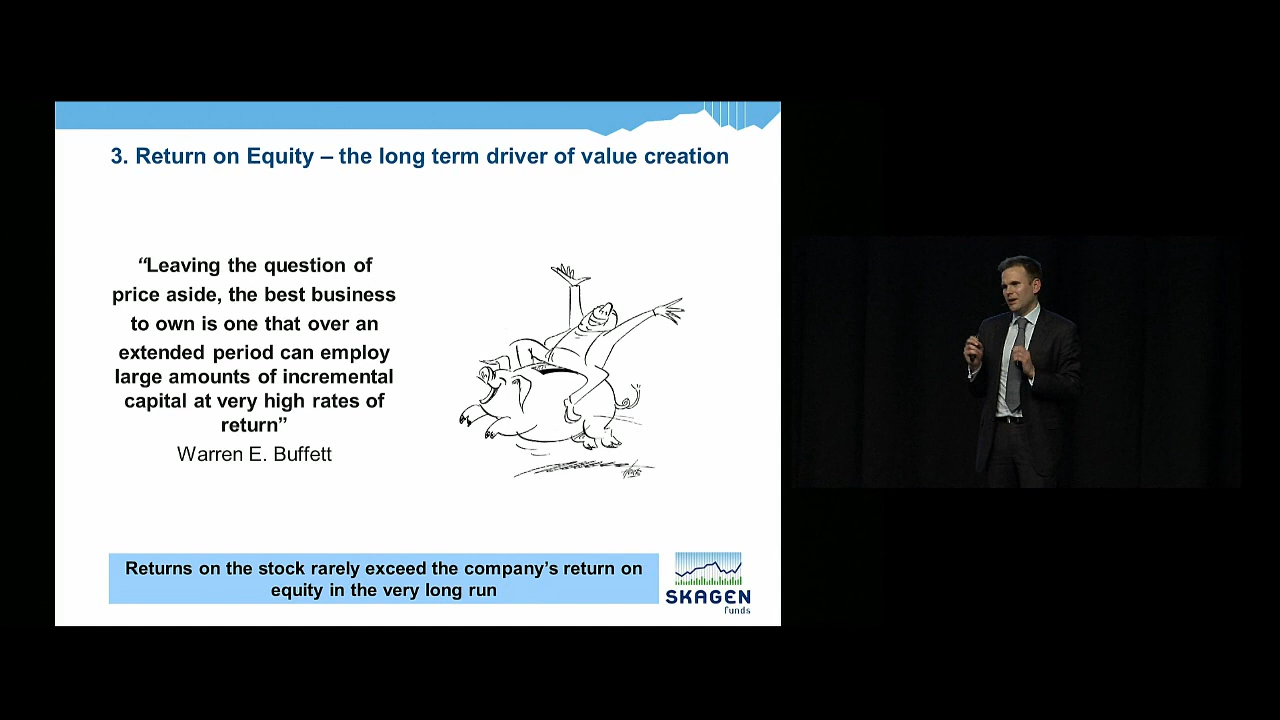 3. Return on Equity – the long term driver of value creation
“Leaving the question of
price aside, the best business
to own is one that over an
extended period can employ
large amounts of incremental
capital at very high rates of
return”
Warren E. Buffett
Returns on the stock rarely exceed the company’s return on
equity in the very long run
SKAGEN
funds